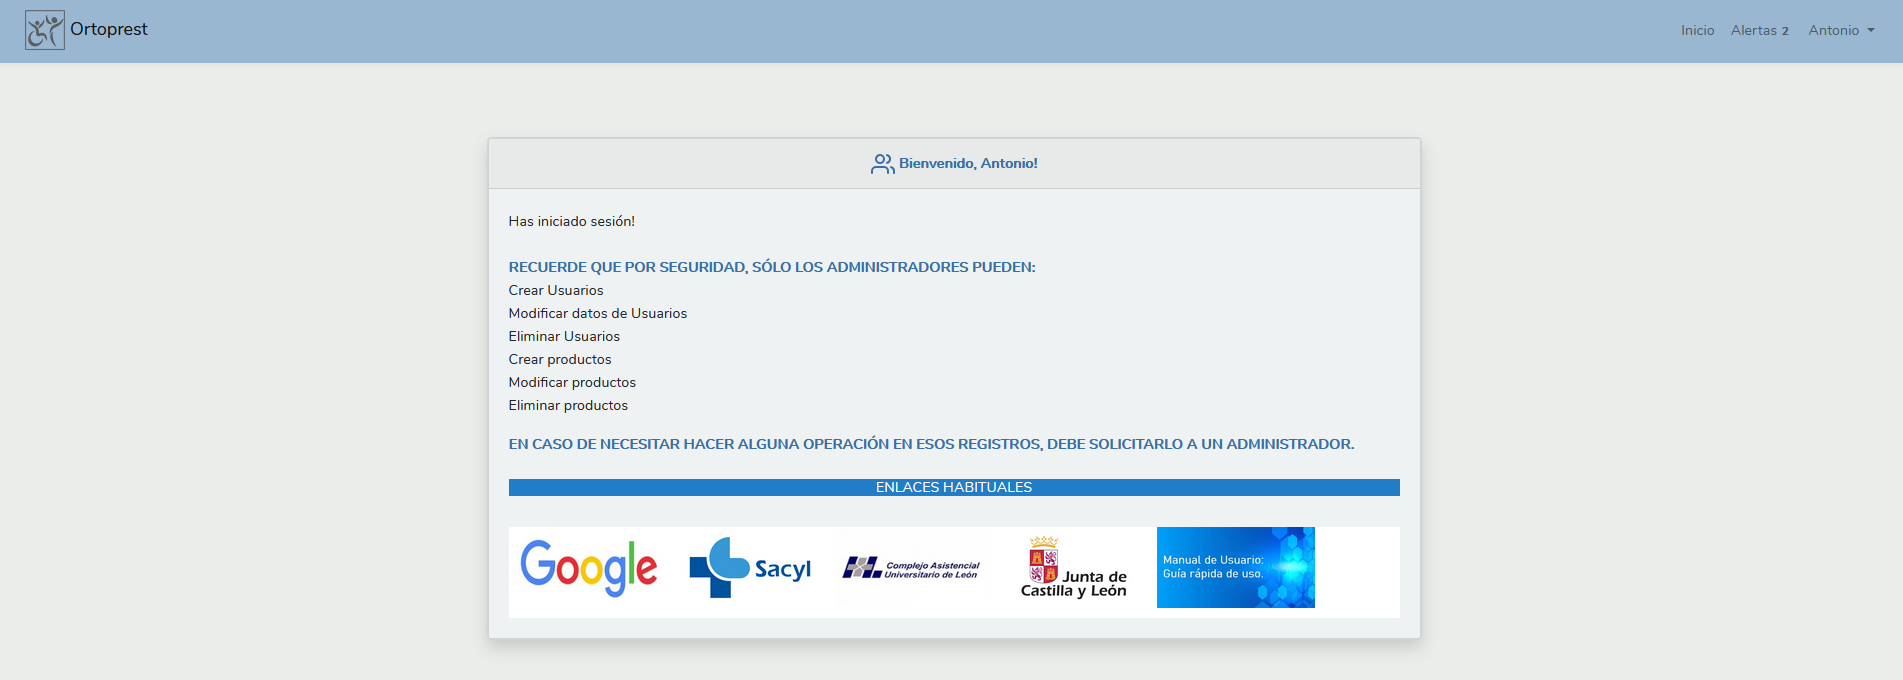 Ortoprest
Inicio Alertas 2 Antonio
Bienvenido, Antonio!
Has iniciado sesión!
RECUERDE QUE POR SEGURIDAD, SÓLO LOS ADMINISTRADORES PUEDEN:
Crear Usuarios
Modificar datos de Usuarios
Eliminar Usuarios
Crear productos
Modificar productos
Eliminar productos
EN CASO DE NECESITAR HACER ALGUNA OPERACIÓN EN ESOS REGISTROS, DEBE SOLICITARLO A UN ADMINISTRADOR.
ENLACES HABITUALES
Google
Sacyl
Complejo Asistencial
Universitario de León
Junta de
Castilla y León
Manual de Usuario:
Guía rápida de uso.